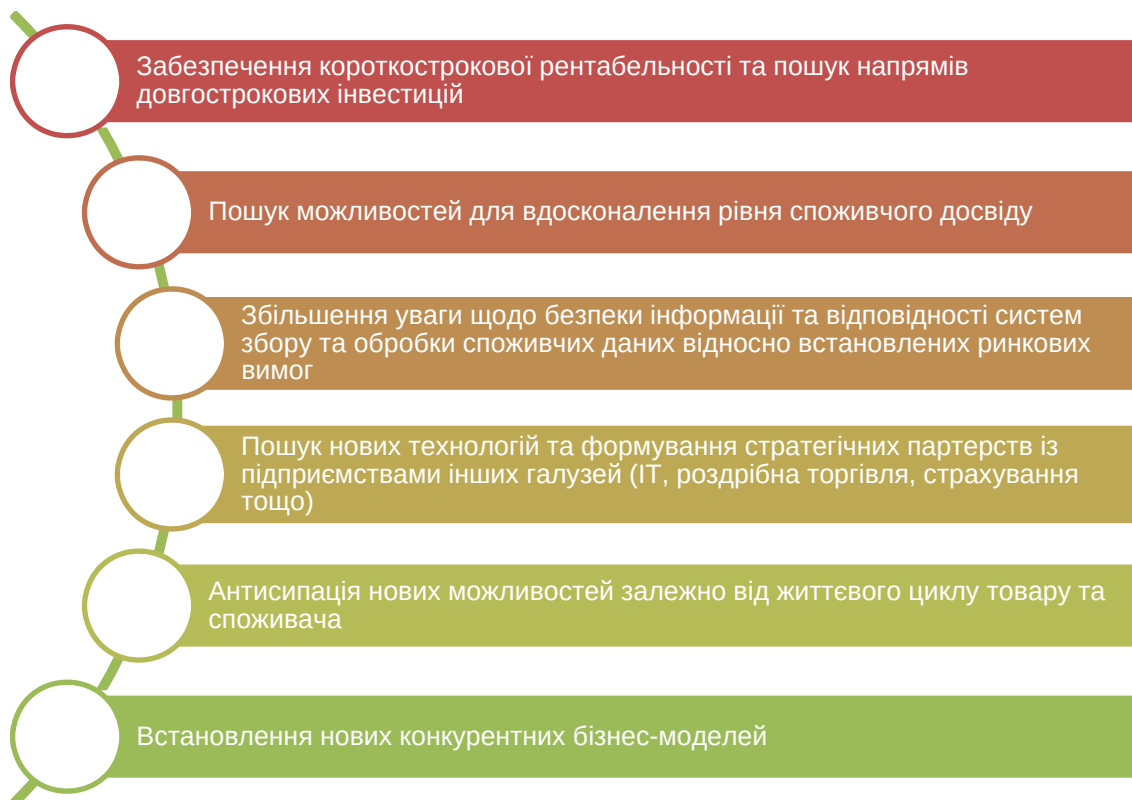 Забезпечення короткострокової рентабельності та пошук напрямів
довгострокових інвестицій
Пошук можливостей для вдосконалення рівня споживчого досвіду
Збільшення уваги щодо безпеки інформації та відповідності систем
збору та обробки споживчих даних відносно встановлених ринкових
вимог
Пошук нових технологій та формування стратегічних партерств із
підприємствами інших галузей (ІТ, роздрібна торгівля, страхування
тощо)
Антисипація нових можливостей залежно від життєвого циклу товару та
споживача
Встановлення нових конкурентних бізнес-моделей